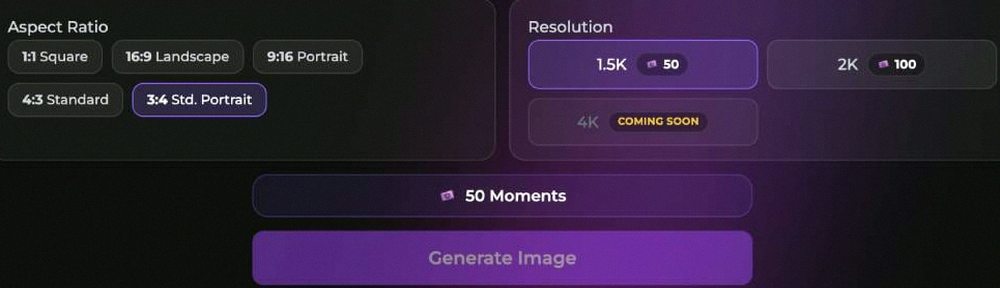 Aspect Ratio
1:1 Square 16:9 Landscape 9:16 Portrait
4:3 Standard 3:4 Std. Portrait
Resolution
1.5K 50 2K 100
4K COMING SOON
50 Moments
Generate Image